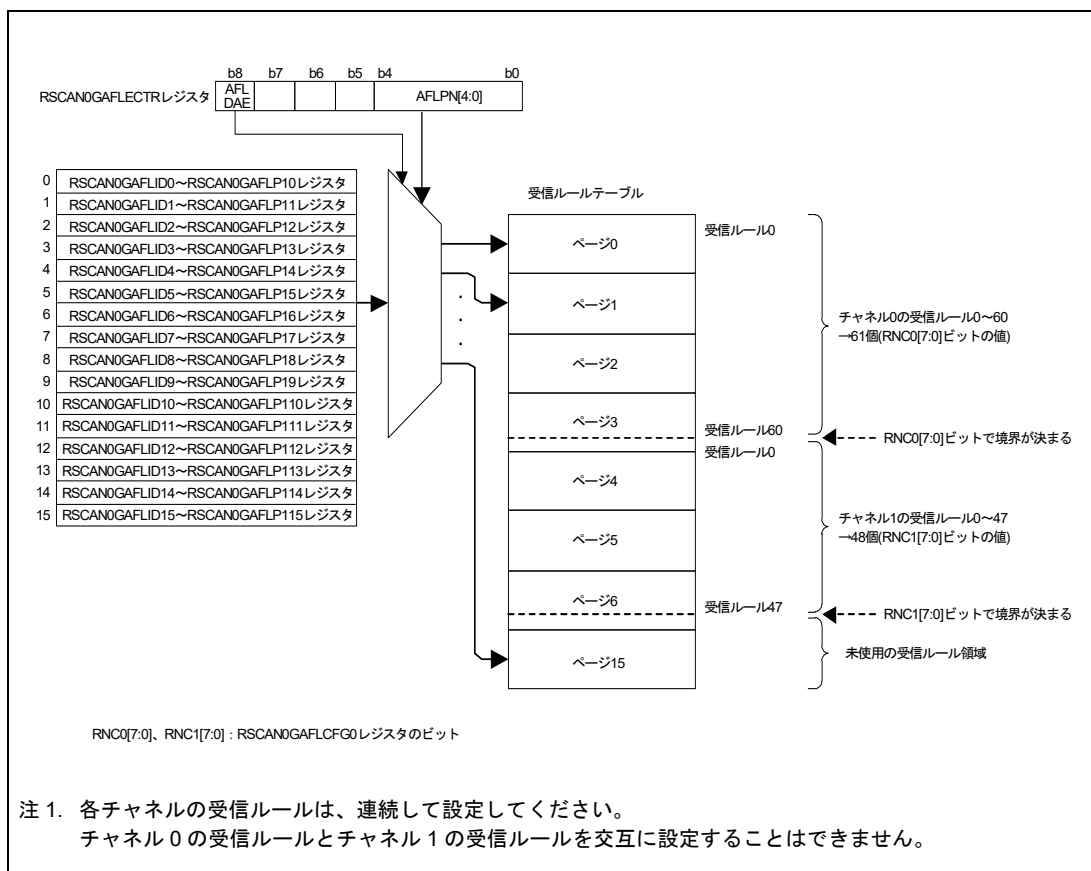 b8 b7 b6 b5 b4 b0
RSCAN0GAFLECTRレジスタ
AFL
DAE
AFLPN[4:0]
0 RSCAN0GAFLID0～RSCAN0GAFLP10レジスタ
1 RSCAN0GAFLID1～RSCAN0GAFLP11レジスタ
2 RSCAN0GAFLID2～RSCAN0GAFLP12レジスタ
3 RSCAN0GAFLID3～RSCAN0GAFLP13レジスタ
4 RSCAN0GAFLID4～RSCAN0GAFLP14レジスタ
5 RSCAN0GAFLID5～RSCAN0GAFLP15レジスタ
6 RSCAN0GAFLID6～RSCAN0GAFLP16レジスタ
7 RSCAN0GAFLID7～RSCAN0GAFLP17レジスタ
8 RSCAN0GAFLID8～RSCAN0GAFLP18レジスタ
9 RSCAN0GAFLID9～RSCAN0GAFLP19レジスタ
10 RSCAN0GAFLID10～RSCAN0GAFLP110レジスタ
11 RSCAN0GAFLID11～RSCAN0GAFLP111レジスタ
12 RSCAN0GAFLID12～RSCAN0GAFLP112レジスタ
13 RSCAN0GAFLID13～RSCAN0GAFLP113レジスタ
14 RSCAN0GAFLID14～RSCAN0GAFLP114レジスタ
15 RSCAN0GAFLID15～RSCAN0GAFLP115レジスタ
受信ルールテーブル
ページ0
ページ1
ページ2
ページ3
ページ4
ページ5
ページ6
ページ15
受信ルール0
受信ルール60
受信ルール0
受信ルール47
チャネル0の受信ルール0～60
→61個(RNC0[7:0]ビットの値)
RNC0[7:0]ビットで境界が決まる
チャネル1の受信ルール0～47
→48個(RNC1[7:0]ビットの値)
RNC1[7:0]ビットで境界が決まる
未使用の受信ルール領域
RNC0[7:0]、RNC1[7:0]：RSCAN0GAFLCFG0レジスタのビット
注 1. 各チャネルの受信ルールは、連続して設定してください。
チャネル 0 の受信ルールとチャネル 1 の受信ルールを交互に設定することはできません。